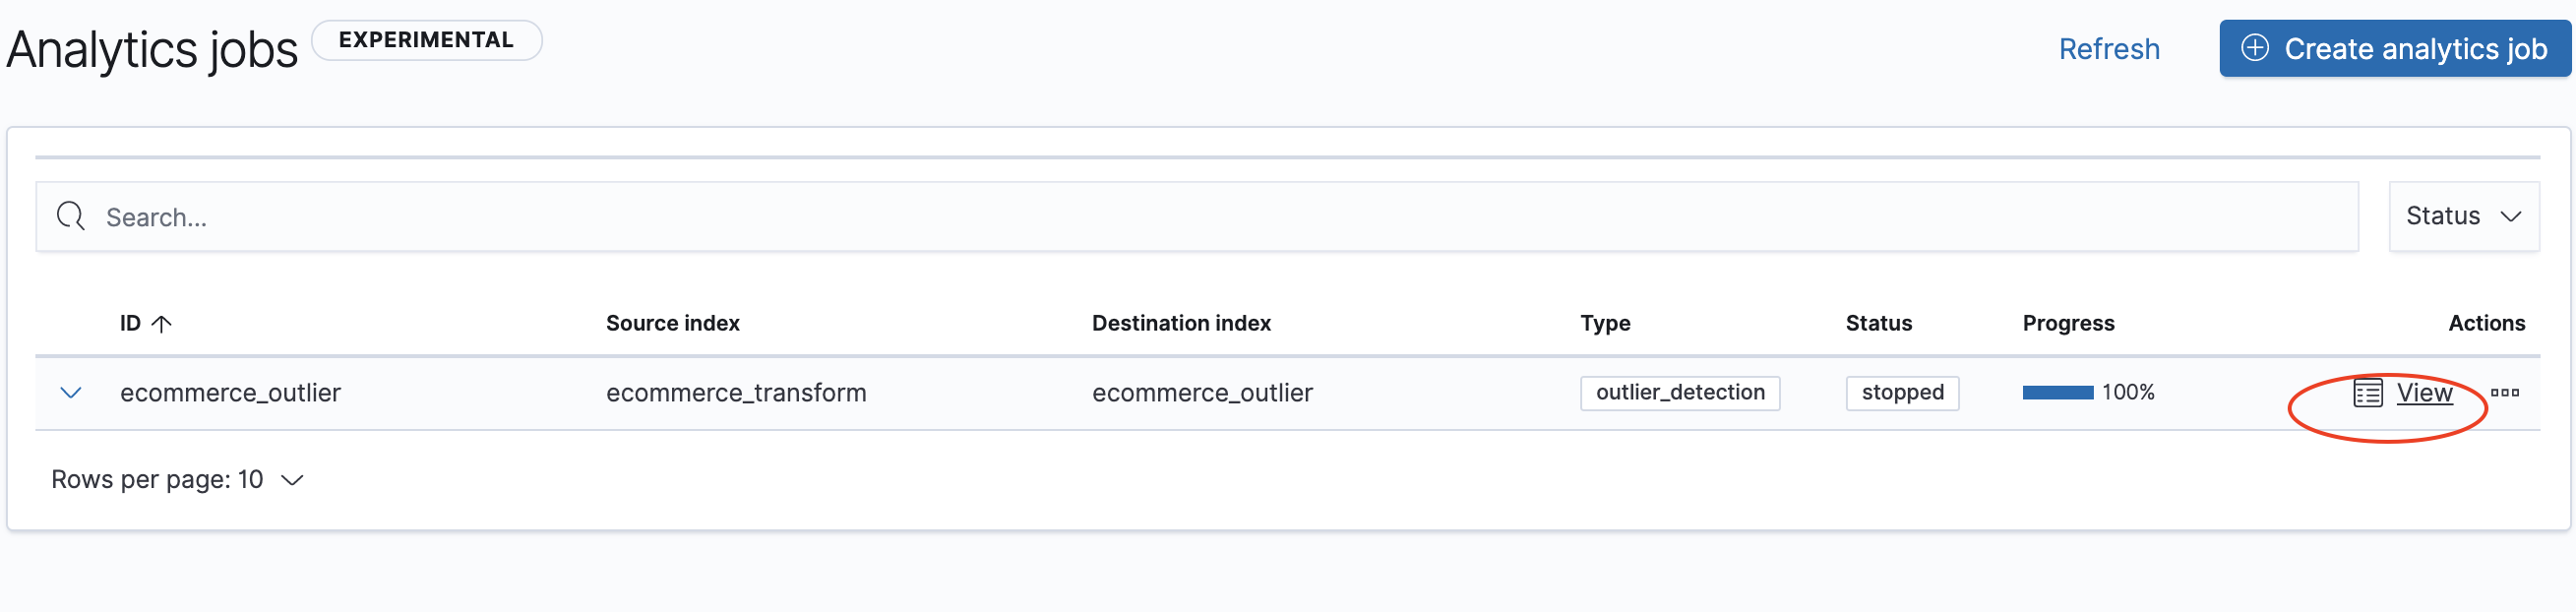 Analytics jobs EXPERIMENTAL Refresh Create analytics job
Search... Status
ID Source index Destination index Type Status Progress Actions
ecommerce_outlier ecommerce_transform ecommerce_outlier outlier_detection stopped 100% View
Rows per page: 10